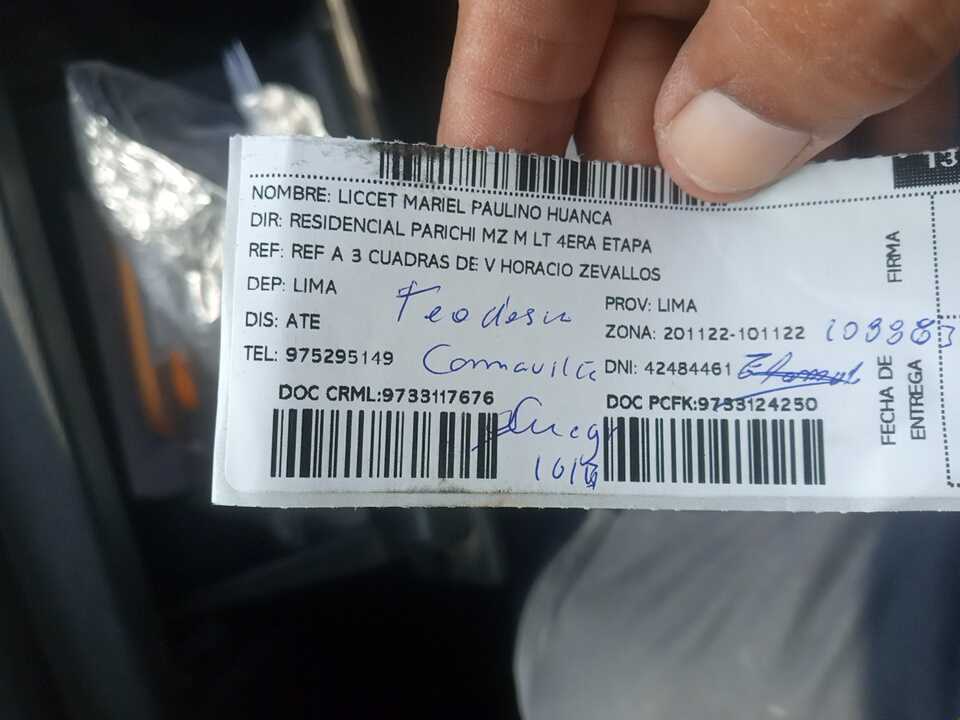 13
NOMBRE: LICCET MARIEL PAULINO HUANCA
DIR: RESIDENCIAL PARICHI MZ M LT 4ERA ETAPA
REF: REF A 3 CUADRAS DE V HORACIO ZEVALLOS
DEP: LIMA
PROV: LIMA
DIS: ATE
ZONA: 201122-101122
TEL: 975295149
DNI: 42484461
DOC CRML:9733117676
DOC PCFK:9733124250
FIRMA
FECHA DE
ENTREGA